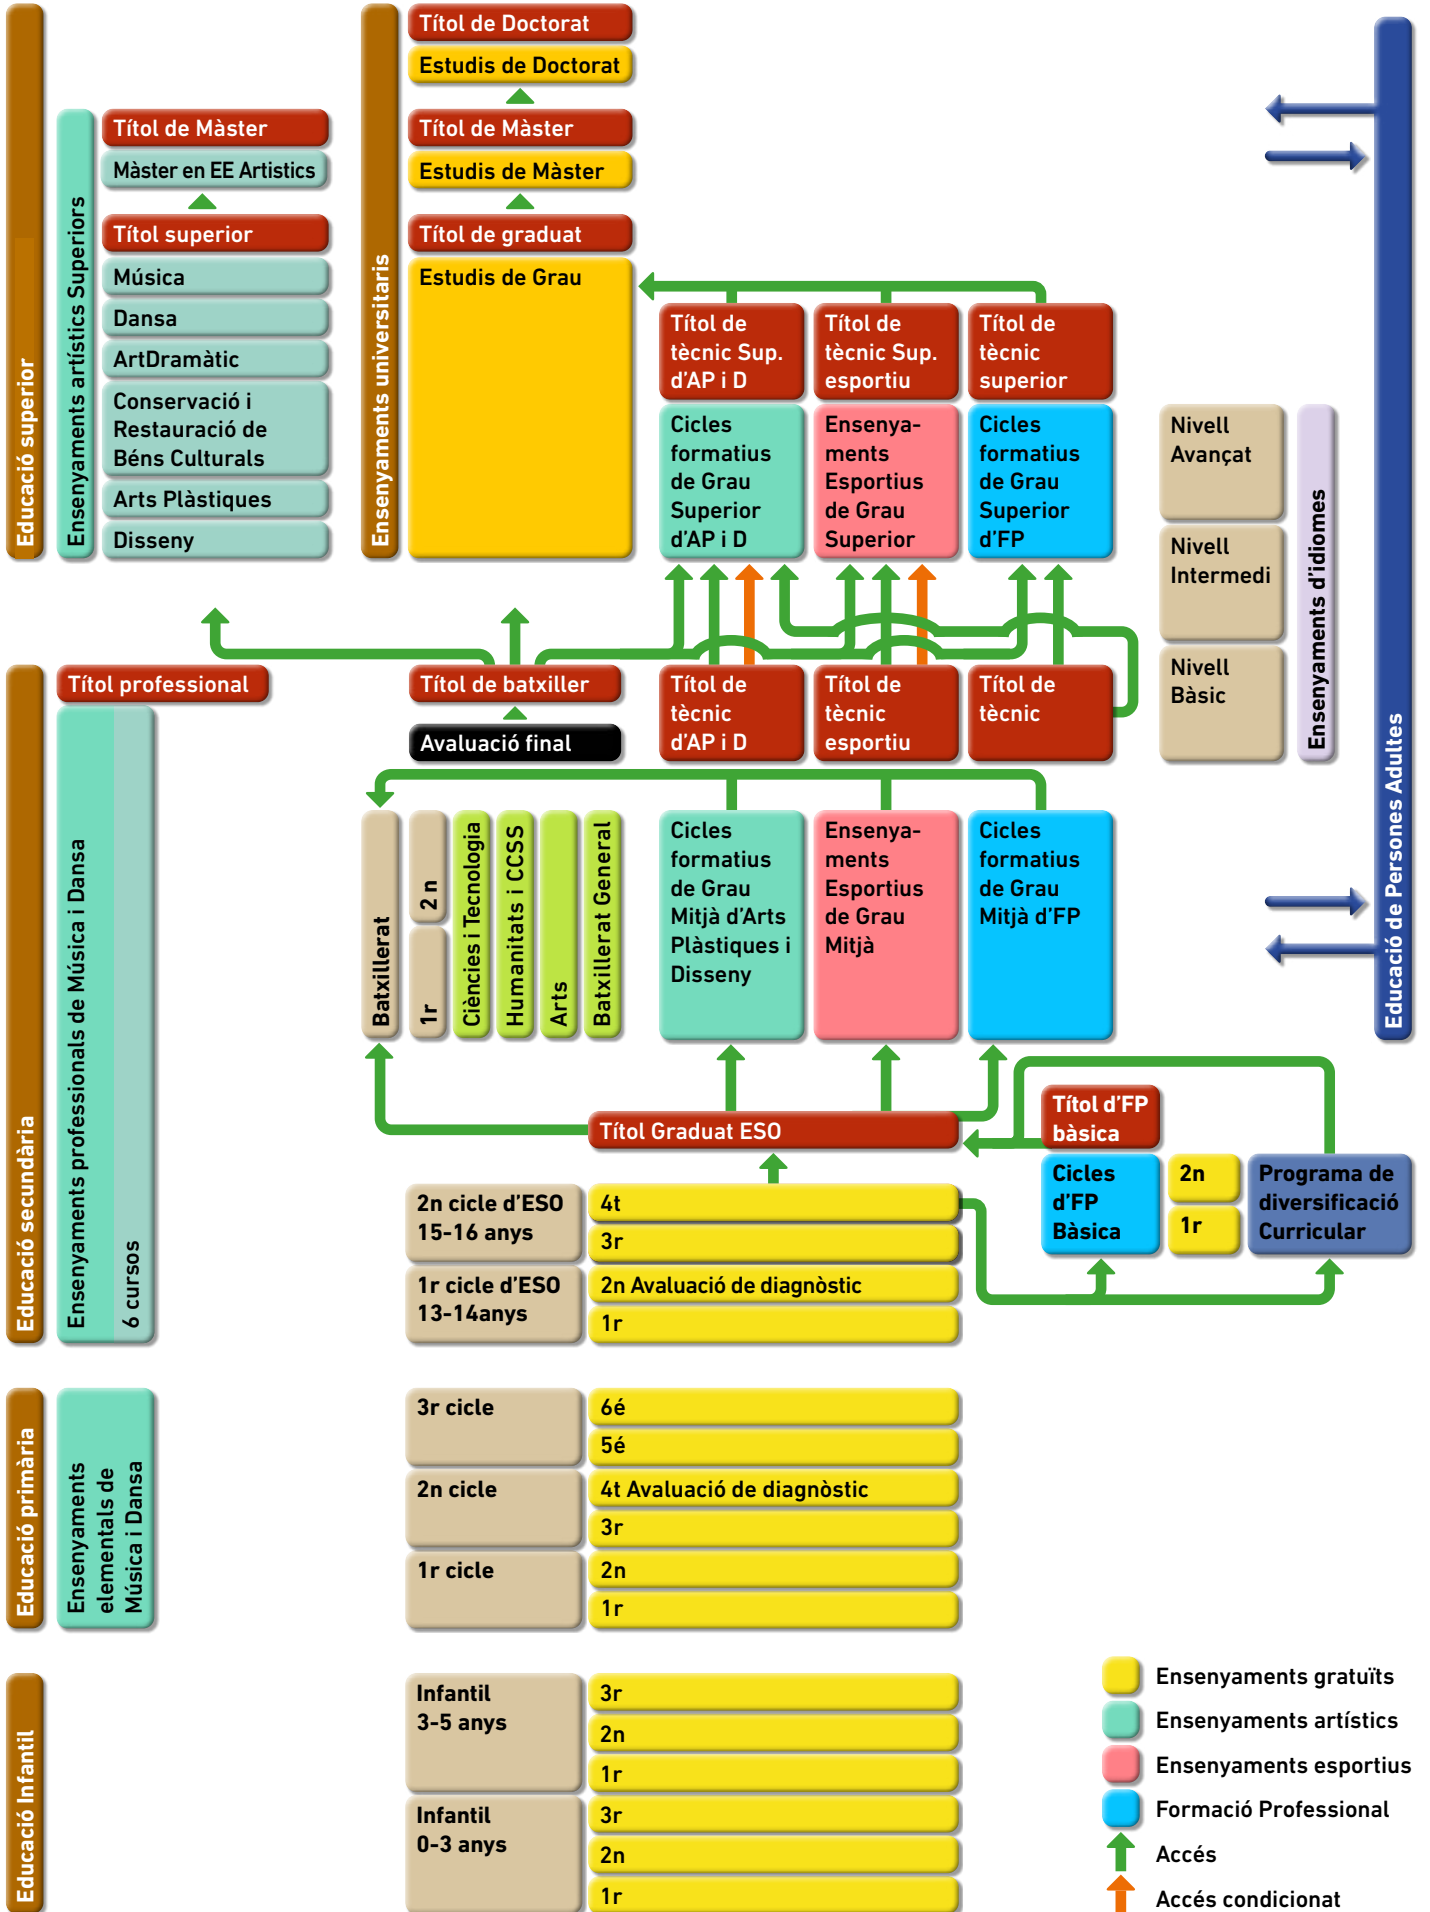 Educació superior
Ensenyaments artístics Superiors
Títol de Màster
Màster en EE Artistics
Títol superior
Música
Dansa
ArtDramàtic
Conservació i
Restauració de
Béns Culturals
Arts Plàstiques
Disseny
Ensenyaments universitaris
Títol de Doctorat
Estudis de Doctorat
Títol de Màster
Estudis de Màster
Títol de graduat
Estudis de Grau
Títol de
tècnic Sup.
d'AP i D
Títol de
tècnic Sup.
esportiu
Títol de
tècnic
superior
Cicles
formatius
de Grau
Superior
d'AP i D
Ensenya-
ments
Esportius
de Grau
Superior
Cicles
formatius
de Grau
Superior
d'FP
Nivell
Avançat
Nivell
Intermedi
Nivell
Bàsic
Ensenyaments d'idiomes
Educació de Persones Adultes
Educació secundària
Títol professional
Ensenyaments professionals de Música i Dansa
6 cursos
Títol de batxiller
Avaluació final
Títol de
tècnic
d'AP i D
Títol de
tècnic
esportiu
Títol de
tècnic
Batxillerat
2 n
1r
Ciències i Tecnologia
Humanitats i CCSS
Arts
Batxillerat General
Cicles
formatius
de Grau
Mitjà d'Arts
Plàstiques i
Disseny
Ensenya-
ments
Esportius
de Grau
Mitjà
Cicles
formatius
de Grau
Mitjà d'FP
Títol Graduat ESO
Títol d'FP
bàsica
Cicles
d'FP
Bàsica
2n
1r
Programa de
diversificació
Curricular
2n cicle d'ESO
15-16 anys
4t
3r
1r cicle d'ESO
13-14anys
2n Avaluació de diagnòstic
1r
Educació primària
Ensenyaments
elementals de
Música i Dansa
3r cicle
6é
5é
2n cicle
4t Avaluació de diagnòstic
3r
1r cicle
2n
1r
Educació Infantil
Infantil
3-5 anys
3r
2n
1r
Infantil
0-3 anys
3r
2n
1r
Ensenyaments gratuïts
Ensenyaments artístics
Ensenyaments esportius
Formació Professional
Accés
Accés condicionat